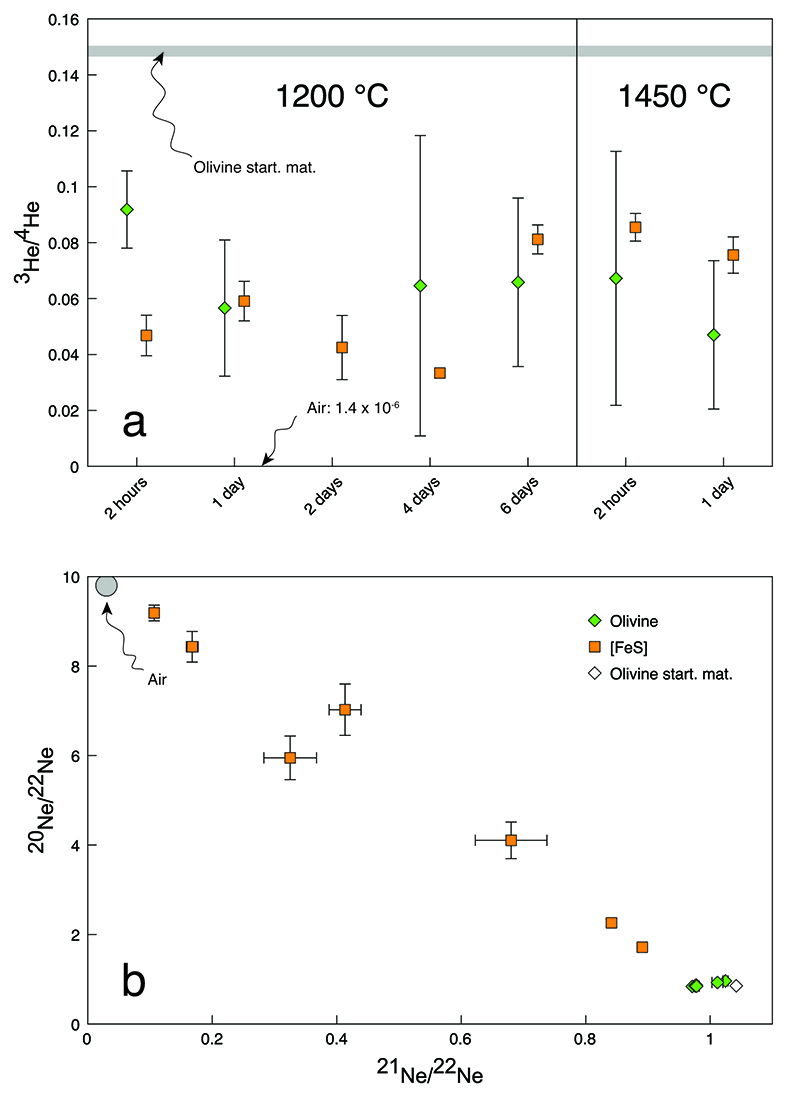 0.16
0.14
0.12
0.1
0.08
0.06
0.04
0.02
0
3He/4He
1200 °C
1450 °C
Olivine start. mat.
Air: 1.4 x 10-6
a
2 hours
1 day
2 days
4 days
6 days
2 hours
1 day
10
8
6
4
2
0
20Ne/22Ne
Air
Olivine
[FeS]
Olivine start. mat.
b
0
0.2
0.4
0.6
0.8
1
21Ne/22Ne